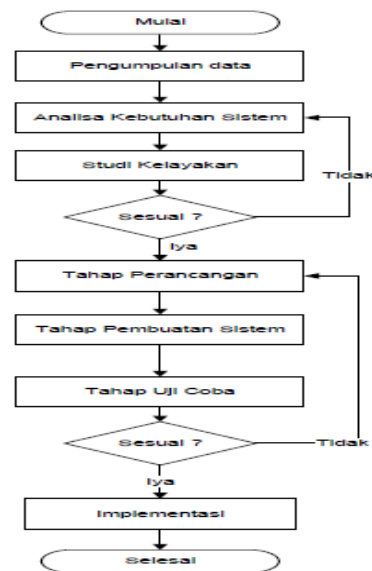 Mulai
Pengumpulan data
Analisa Kebutuhan Sistem
Studi Kelayakan
Tidak
Sesuai ?
Iya
Tahap Perancangan
Tahap Pembuatan Sistem
Tahap Uji Coba
Sesuai ?
Tidak
Iya
Implementasi
Selesai